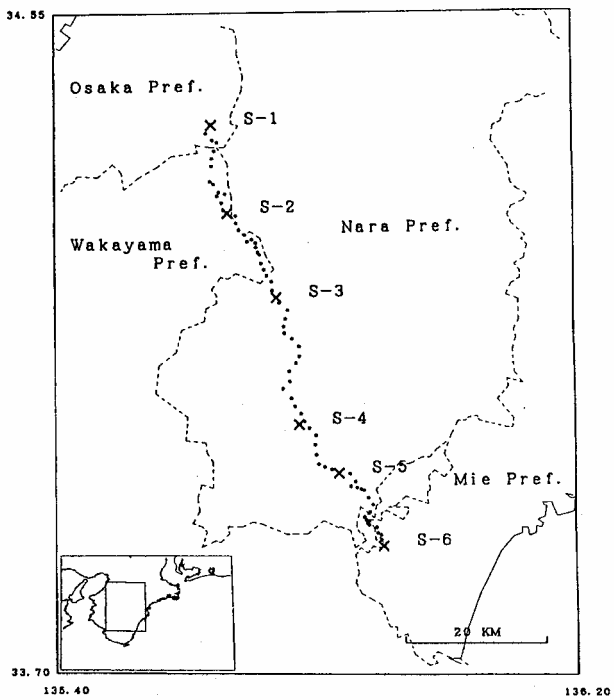 34.55
Osaka Pref.
S-1
S-2
Nara Pref.
Wakayama
Pref.
S-3
S-4
S-5
Mie Pref.
S-6
20 KM
33.70
135.40
136.20